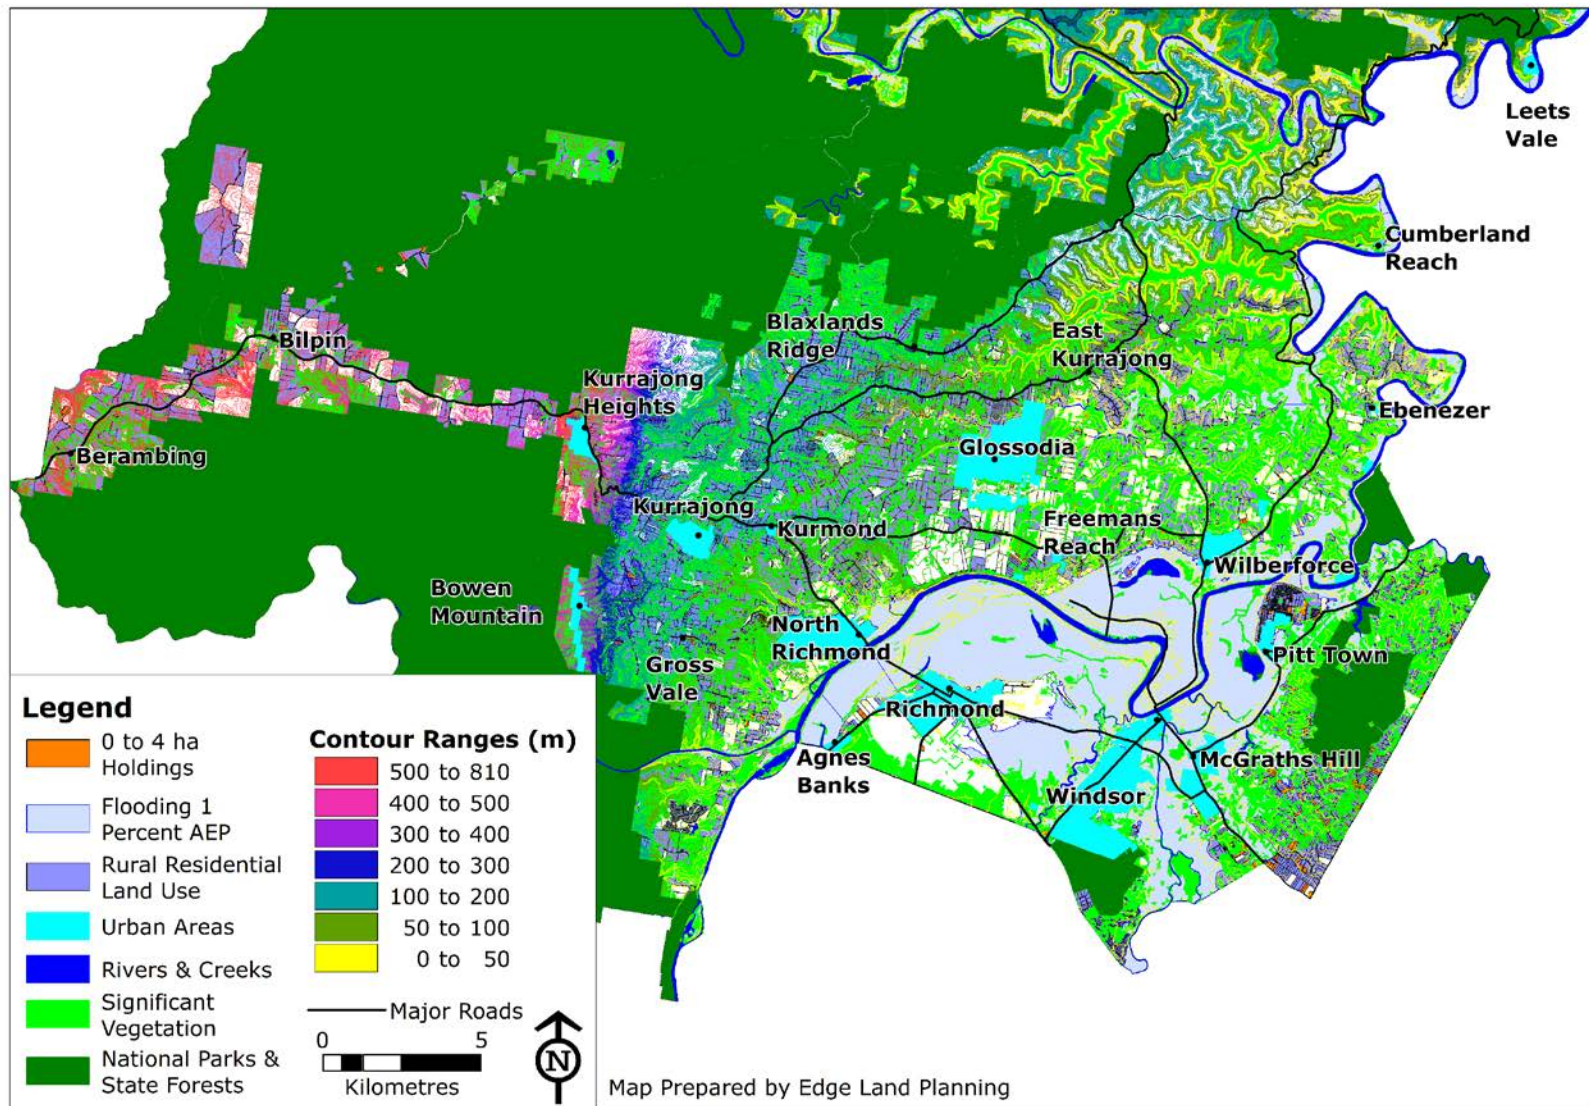 Leets
Vale
Cumberland
Reach
Blaxlands
Ridge
East
Kurrajong
Bilpin
Kurrajong
Heights
Ebenezer
Glossodia
Berambing
Kurrajong
Kurmond
Freemans
Reach
Wilberforce
Bowen
Mountain
North
Richmond
Pitt Town
Gross
Vale
Richmond
Agnes
Banks
McGraths Hill
Windsor
Legend
0 to 4 ha
Holdings
Flooding 1
Percent AEP
Rural Residential
Land Use
Urban Areas
Rivers & Creeks
Significant
Vegetation
National Parks &
State Forests
Contour Ranges (m)
500 to 810
400 to 500
300 to 400
200 to 300
100 to 200
50 to 100
0 to 50
Major Roads
0 5
Kilometres
N
Map Prepared by Edge Land Planning